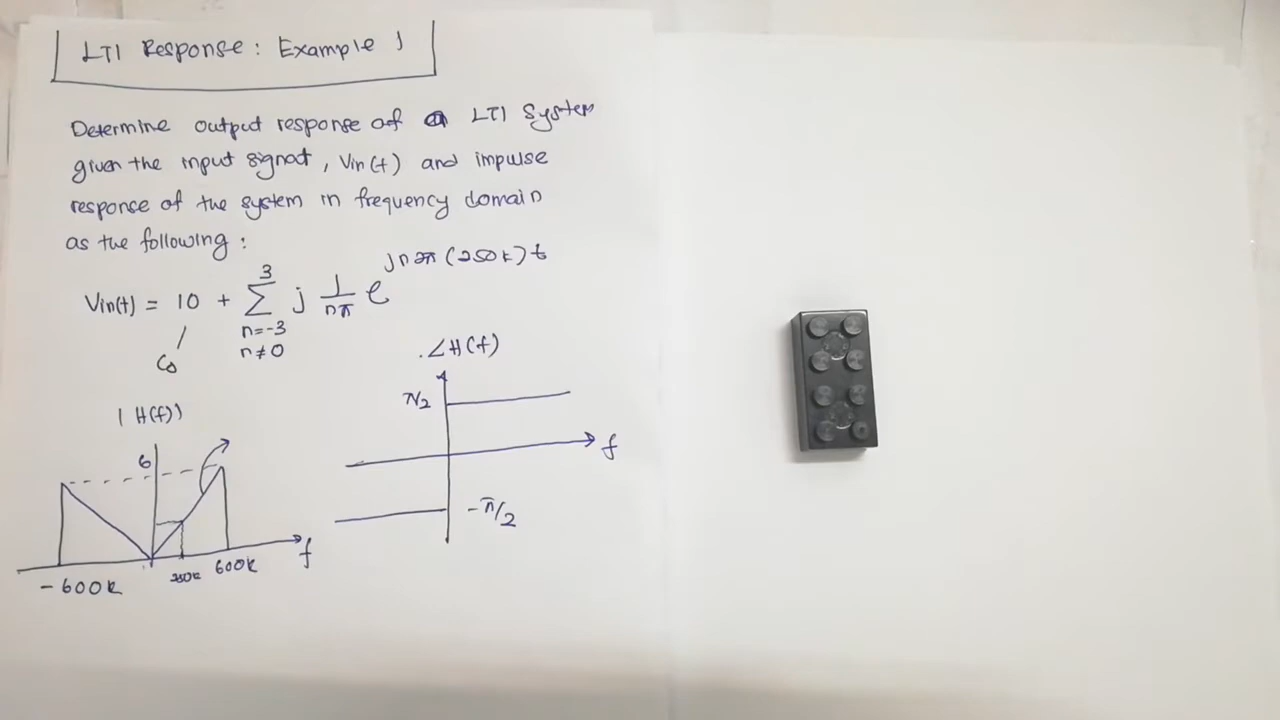 LTI Response: Example 1
Determine output response of a LTI System
given the input signal, Vin(t) and impulse
response of the system in frequency domain
as the following:
Vin(t) = 10 + 3 Σ n=-3 n≠0 j 1/nπ e jn2π(250k)t
C0
∠H(f)
π/2
f
-π/2
|H(f)|
6
f
-600k
250k
600k